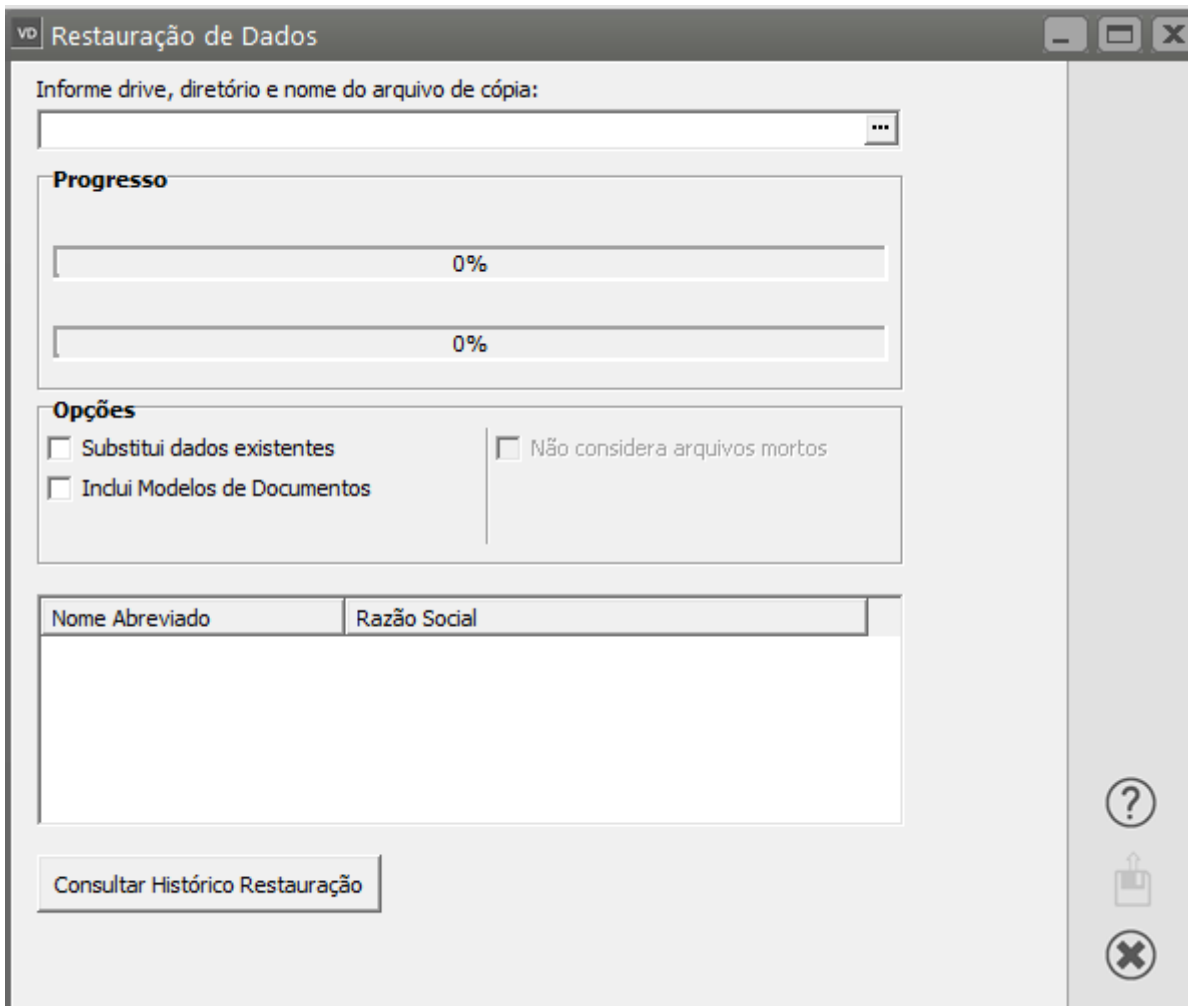 VD Restauração de Dados
Informe drive, diretório e nome do arquivo de cópia:
...
Progresso
0%
0%
Opções
Substitui dados existentes
Não considera arquivos mortos
Inclui Modelos de Documentos
Nome Abreviado Razão Social
Consultar Histórico Restauração
?